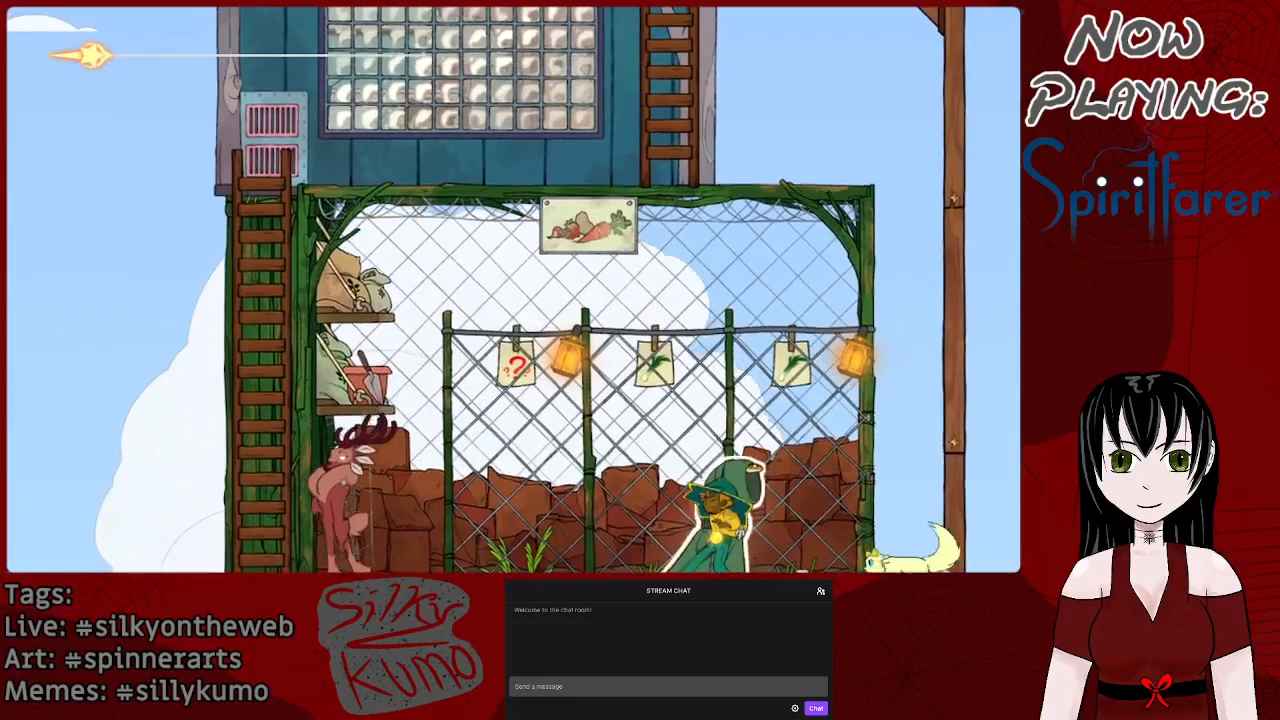 Now
Playing:
Spiritfarer
? ? ?
Tags:
Live: #silkyontheweb
Art: #spinnerarts
Memes: #sillykumo
Silky
Kumo
STREAM CHAT
Welcome to the chat room!
Send a message
Chat